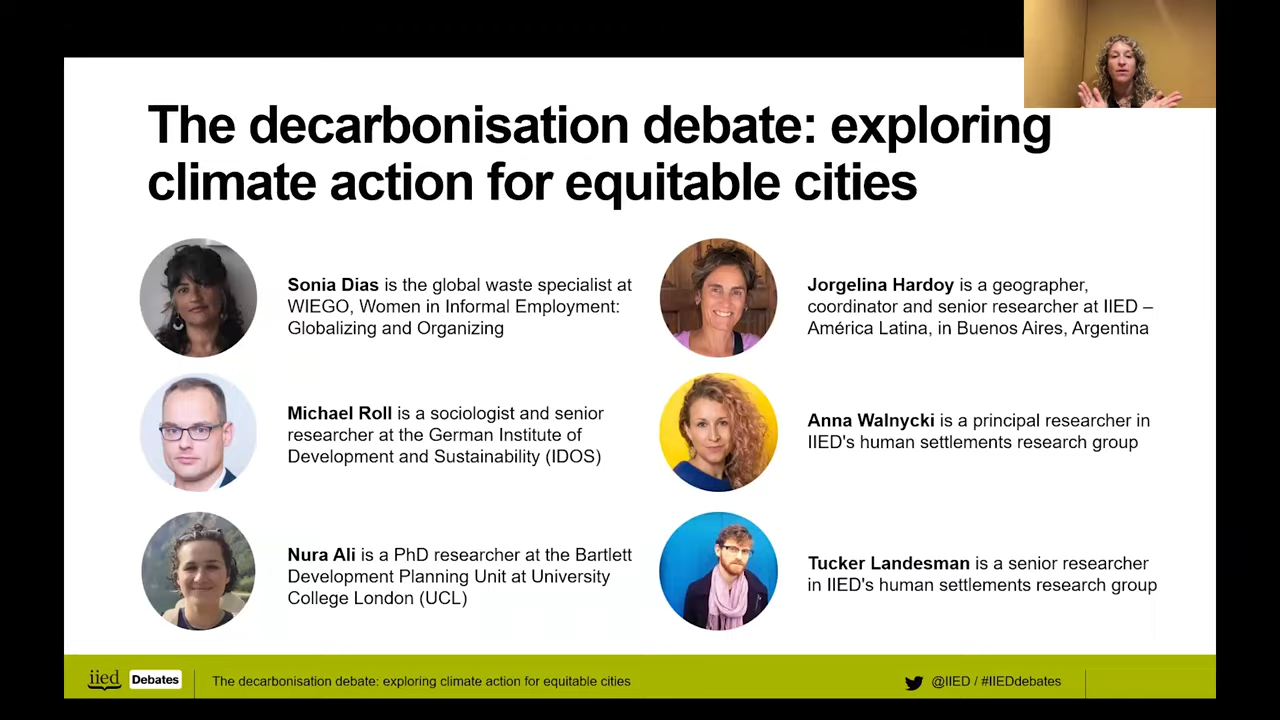 The decarbonisation debate: exploring
climate action for equitable cities
Sonia Dias is the global waste specialist at
WIEGO, Women in Informal Employment:
Globalizing and Organizing
Jorgelina Hardoy is a geographer,
coordinator and senior researcher at IIED –
América Latina, in Buenos Aires, Argentina
Michael Roll is a sociologist and senior
researcher at the German Institute of
Development and Sustainability (IDOS)
Anna Walnycki is a principal researcher in
IIED's human settlements research group
Nura Ali is a PhD researcher at the Bartlett
Development Planning Unit at University
College London (UCL)
Tucker Landesman is a senior researcher
in IIED's human settlements research group
iied Debates The decarbonisation debate: exploring climate action for equitable cities @IIED / #IIEDdebates